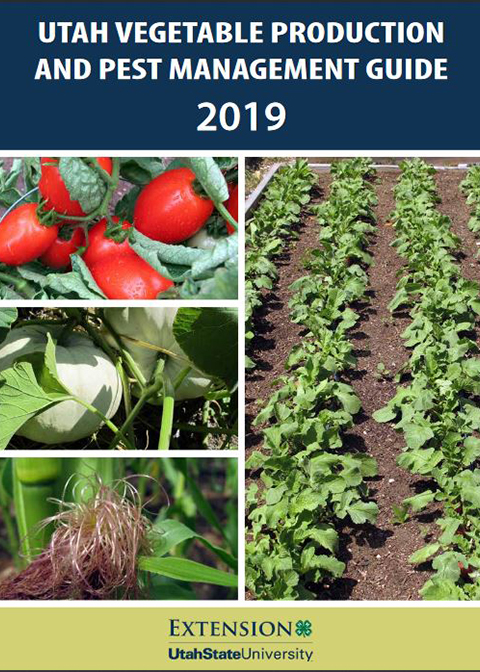 UTAH VEGETABLE PRODUCTION
AND PEST MANAGEMENT GUIDE
2019
EXTENSION
UtahStateUniversity